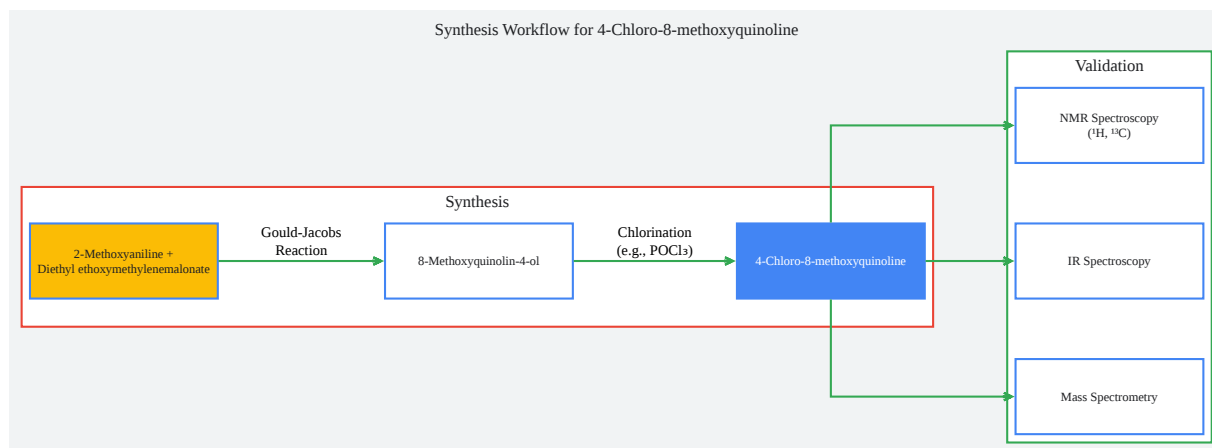 Synthesis Workflow for 4-Chloro-8-methoxyquinoline
Validation
NMR Spectroscopy
(¹H, ¹³C)
Synthesis
2-Methoxyaniline +
Diethyl ethoxymethylenemalonate
Gould-Jacobs
Reaction
8-Methoxyquinolin-4-ol
Chlorination
(e.g., POCl₃)
4-Chloro-8-methoxyquinoline
IR Spectroscopy
Mass Spectrometry